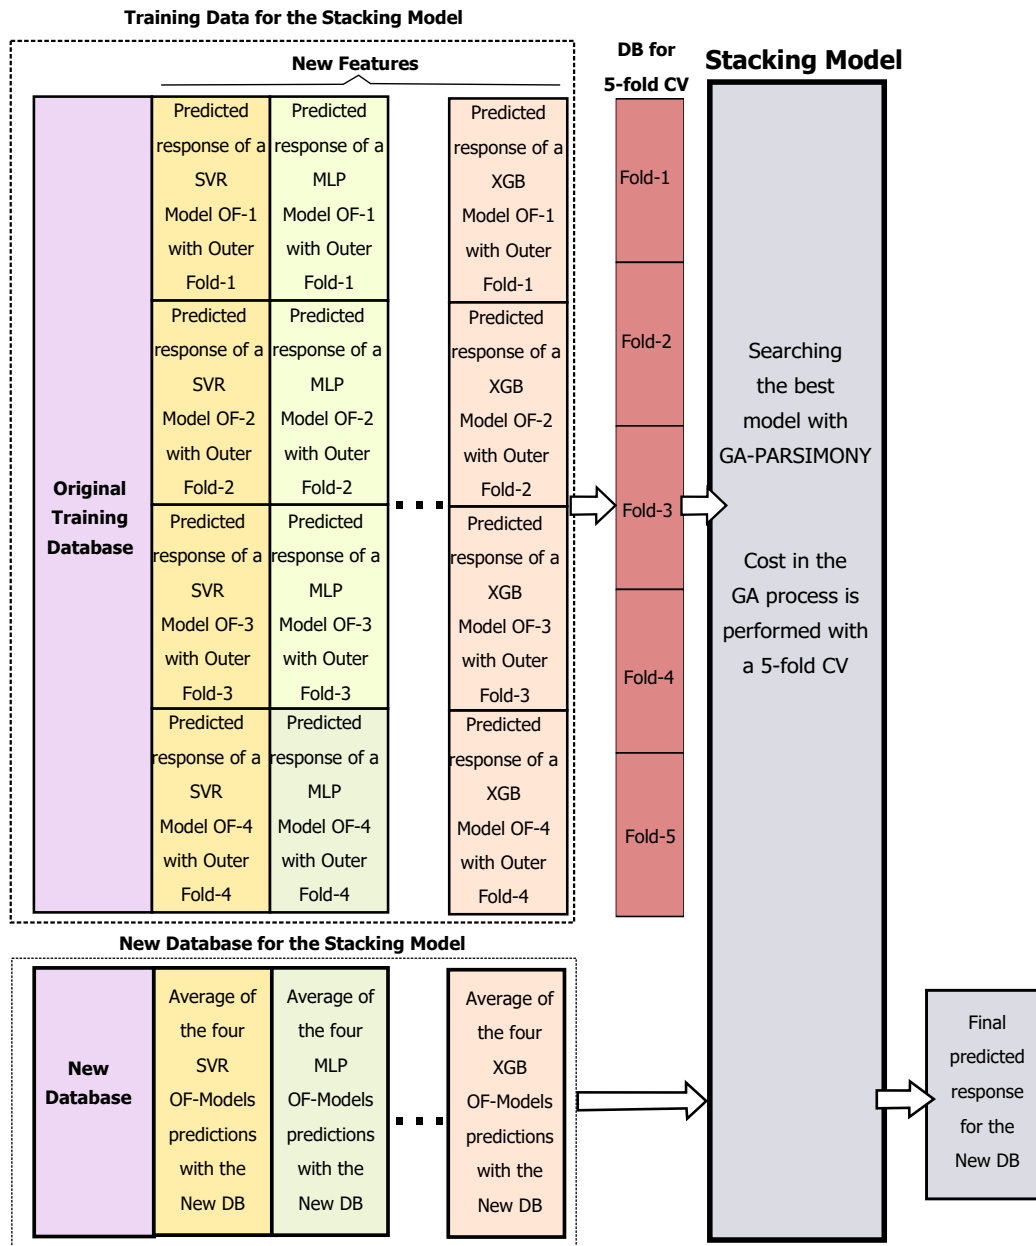 Training Data for the Stacking Model
New Features
DB for
5-fold CV
Stacking Model
Original
Training
Database
Predicted
response of a
SVR
Model OF-1
with Outer
Fold-1
Predicted
response of a
MLP
Model OF-1
with Outer
Fold-1
Predicted
response of a
XGB
Model OF-1
with Outer
Fold-1
Predicted
response of a
SVR
Model OF-2
with Outer
Fold-2
Predicted
response of a
MLP
Model OF-2
with Outer
Fold-2
Predicted
response of a
XGB
Model OF-2
with Outer
Fold-2
Predicted
response of a
SVR
Model OF-3
with Outer
Fold-3
Predicted
response of a
MLP
Model OF-3
with Outer
Fold-3
Predicted
response of a
XGB
Model OF-3
with Outer
Fold-3
Predicted
response of a
SVR
Model OF-4
with Outer
Fold-4
Predicted
response of a
MLP
Model OF-4
with Outer
Fold-4
Predicted
response of a
XGB
Model OF-4
with Outer
Fold-4
Fold-1
Fold-2
Fold-3
Fold-4
Fold-5
Searching
the best
model with
GA-PARSIMONY
Cost in the
GA process is
performed with
a 5-fold CV
New Database for the Stacking Model
New
Database
Average of
the four
SVR
OF-Models
predictions
with the
New DB
Average of
the four
MLP
OF-Models
predictions
with the
New DB
Average of
the four
XGB
OF-Models
predictions
with the
New DB
Final
predicted
response
for the
New DB